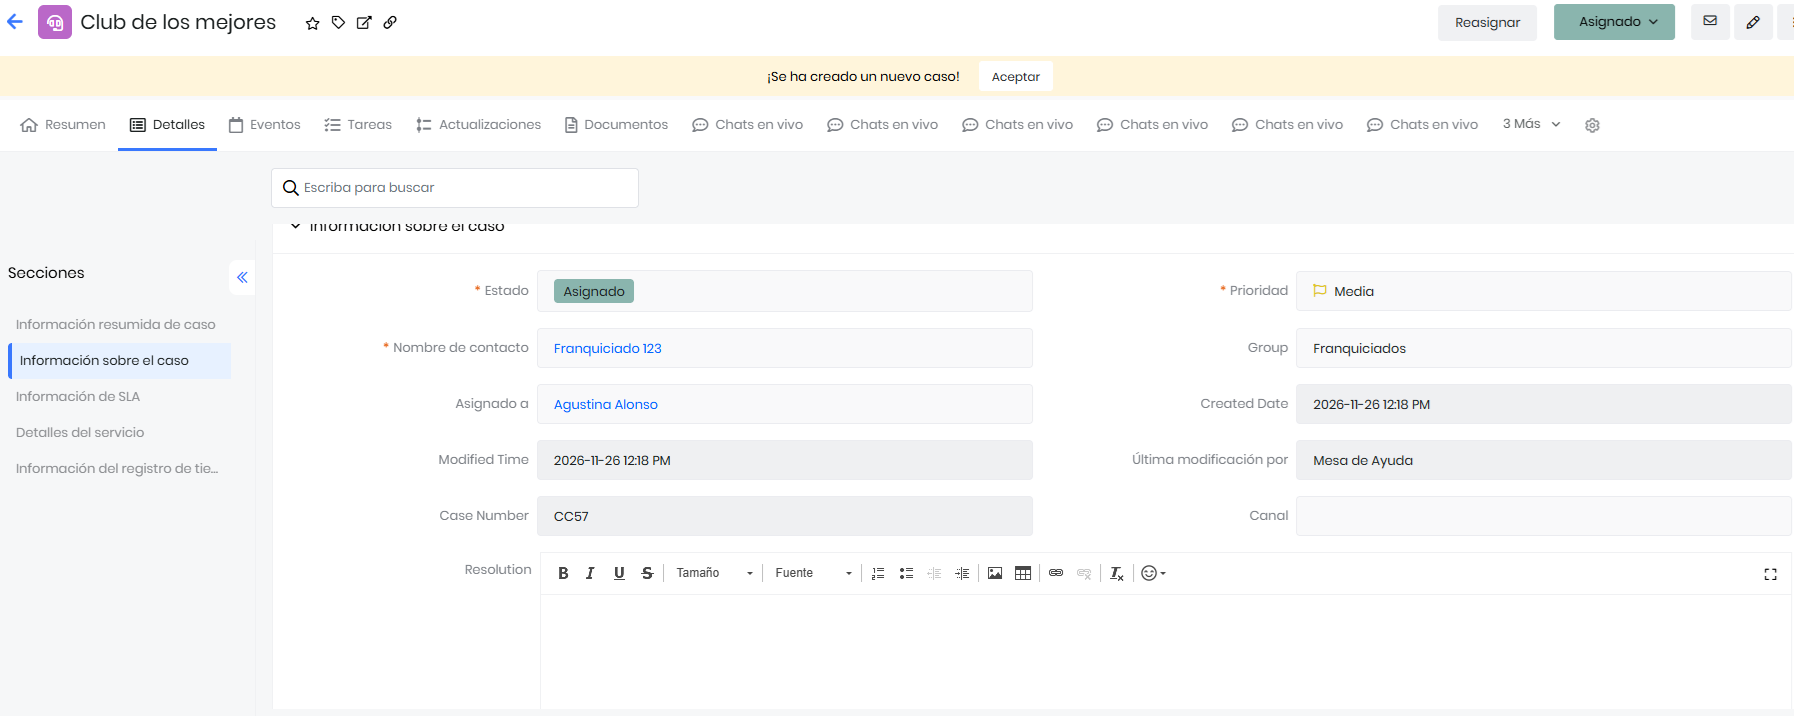 Club de los mejores
Reasignar
Asignado
¡Se ha creado un nuevo caso!
Aceptar
Resumen
Detalles
Eventos
Tareas
Actualizaciones
Documentos
Chats en vivo
Chats en vivo
Chats en vivo
Chats en vivo
Chats en vivo
Chats en vivo
3 Más
Escriba para buscar
Secciones
Información resumida de caso
Información sobre el caso
Información de SLA
Detalles del servicio
Información del registro de tie...
Información sobre el caso
* Estado
Asignado
* Prioridad
Media
* Nombre de contacto
Franquiciado 123
Group
Franquiciados
Asignado a
Agustina Alonso
Created Date
2026-11-26 12:18 PM
Modified Time
2026-11-26 12:18 PM
Última modificación por
Mesa de Ayuda
Case Number
CC57
Canal
Resolution
B I U S
Tamaño
Fuente